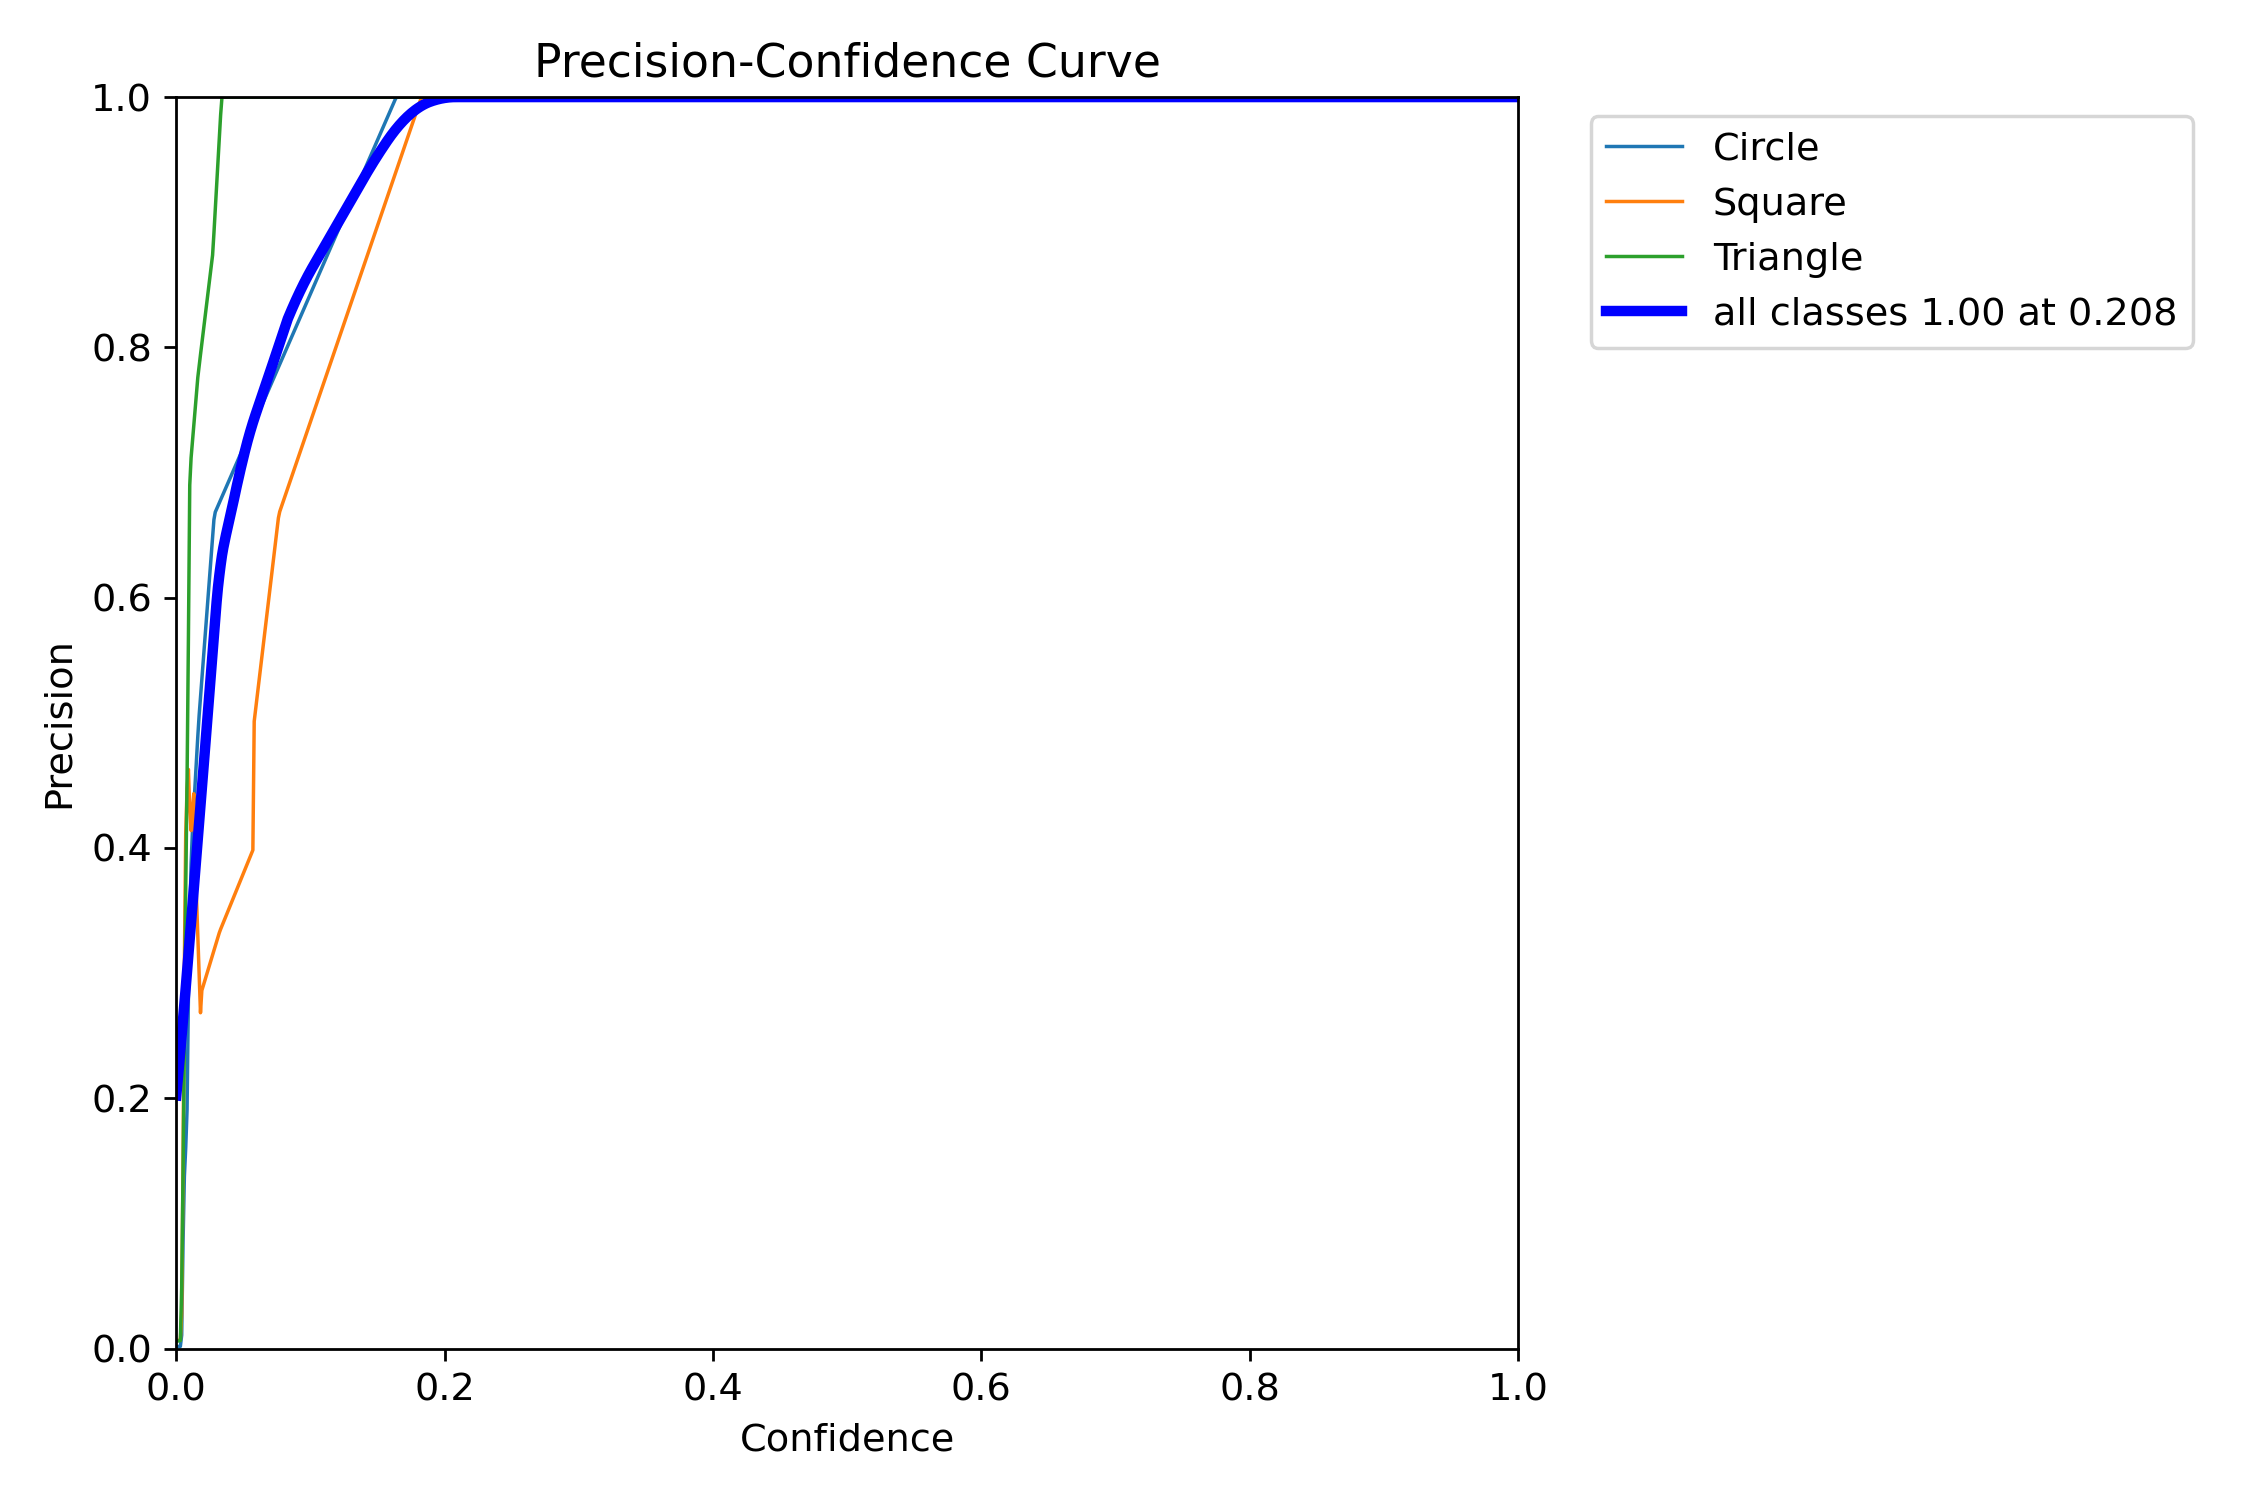 Precision-Confidence Curve
1.0
0.8
0.6
0.4
0.2
0.0
Precision
0.0 0.2 0.4 0.6 0.8 1.0
Confidence
Circle
Square
Triangle
all classes 1.00 at 0.208